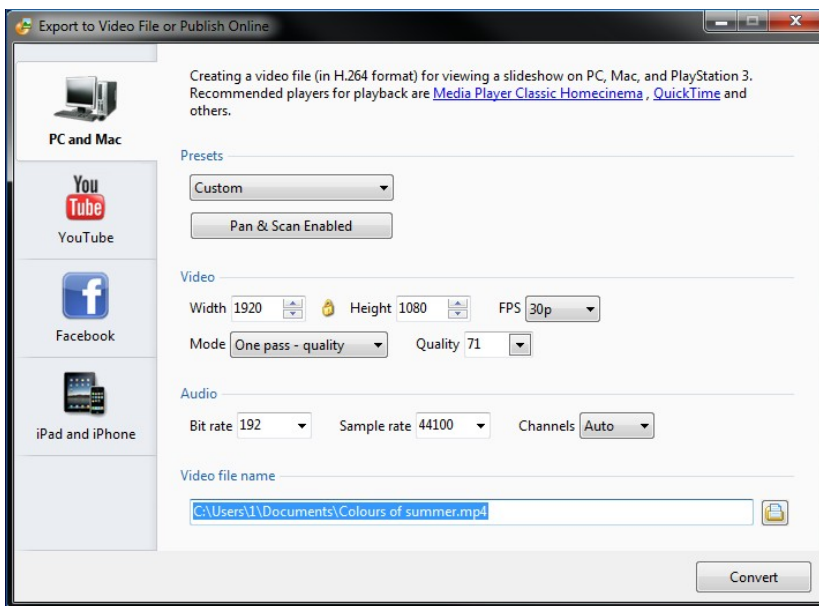 Export to Video File or Publish Online
PC and Mac
You
Tube
YouTube
f
Facebook
iPad and iPhone
Creating a video file (in H.264 format) for viewing a slideshow on PC, Mac, and PlayStation 3.
Recommended players for playback are Media Player Classic Homecinema , QuickTime and
others.
Presets
Custom
Pan & Scan Enabled
Video
Width 1920 Height 1080 FPS 30p
Mode One pass - quality Quality 71
Audio
Bit rate 192 Sample rate 44100 Channels Auto
Video file name
C:\Users\1\Documents\Colours of summer.mp4
Convert